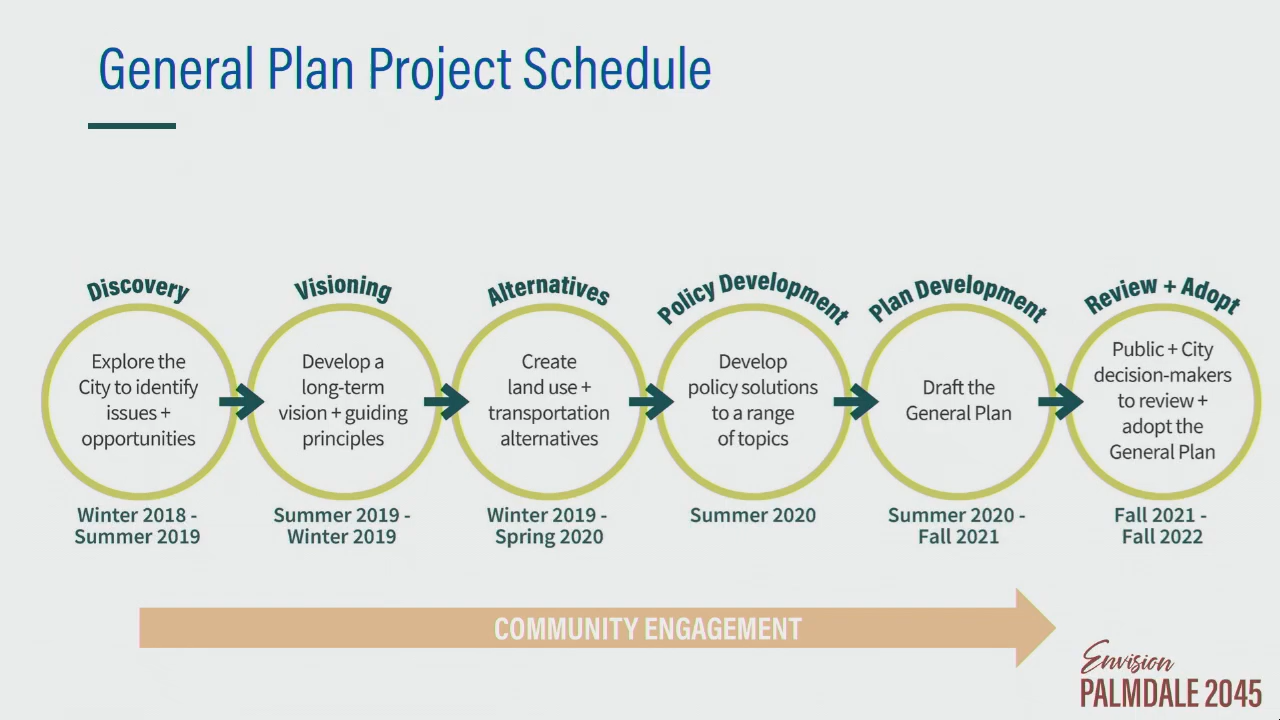 General Plan Project Schedule
Discovery
Explore the
City to identify
issues +
opportunities
Winter 2018 -
Summer 2019
Visioning
Develop a
long-term
vision + guiding
principles
Summer 2019 -
Winter 2019
Alternatives
Create
land use +
transportation
alternatives
Winter 2019 -
Spring 2020
Policy Development
Develop
policy solutions
to a range
of topics
Summer 2020
Plan Development
Draft the
General Plan
Summer 2020 -
Fall 2021
Review + Adopt
Public + City
decision-makers
to review +
adopt the
General Plan
Fall 2021 -
Fall 2022
COMMUNITY ENGAGEMENT
Envision
PALMDALE 2045